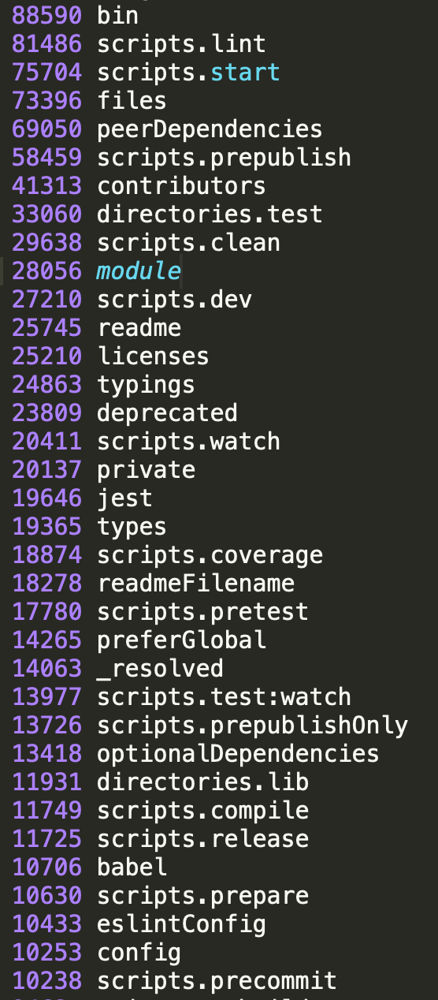 88590 bin
81486 scripts.lint
75704 scripts.start
73396 files
69050 peerDependencies
58459 scripts.prepublish
41313 contributors
33060 directories.test
29638 scripts.clean
28056 module
27210 scripts.dev
25745 readme
25210 licenses
24863 typings
23809 deprecated
20411 scripts.watch
20137 private
19646 jest
19365 types
18874 scripts.coverage
18278 readmeFilename
17780 scripts.pretest
14265 preferGlobal
14063 _resolved
13977 scripts.test:watch
13726 scripts.prepublishOnly
13418 optionalDependencies
11931 directories.lib
11749 scripts.compile
11725 scripts.release
10706 babel
10630 scripts.prepare
10433 eslintConfig
10253 config
10238 scripts.precommit